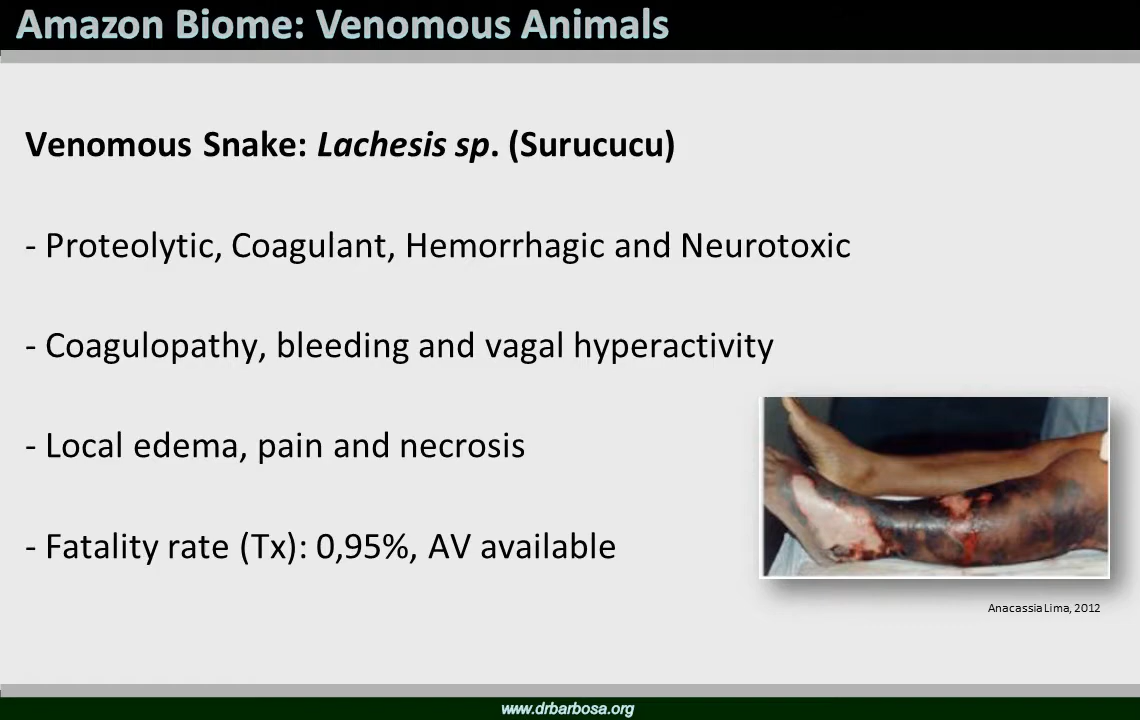 Amazon Biome: Venomous Animals
Venomous Snake: Lachesis sp. (Surucucu)
- Proteolytic, Coagulant, Hemorrhagic and Neurotoxic
- Coagulopathy, bleeding and vagal hyperactivity
- Local edema, pain and necrosis
- Fatality rate (Tx): 0,95%, AV available
Anacassia Lima, 2012
www.drbarbosa.org